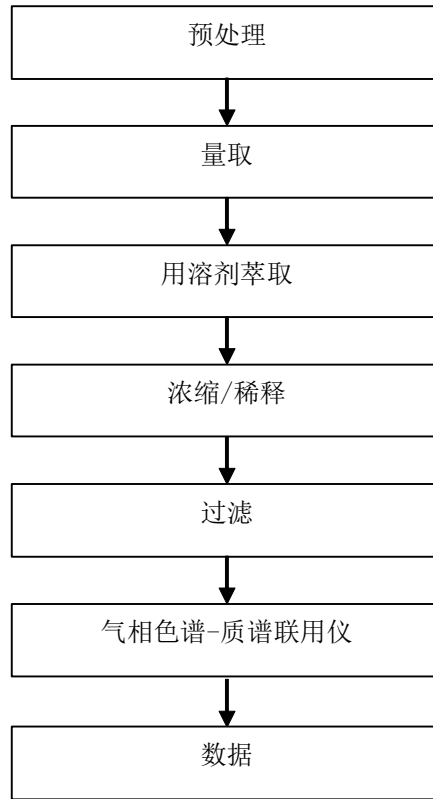 预处理
量取
用溶剂萃取
浓缩/稀释
过滤
气相色谱-质谱联用仪
数据